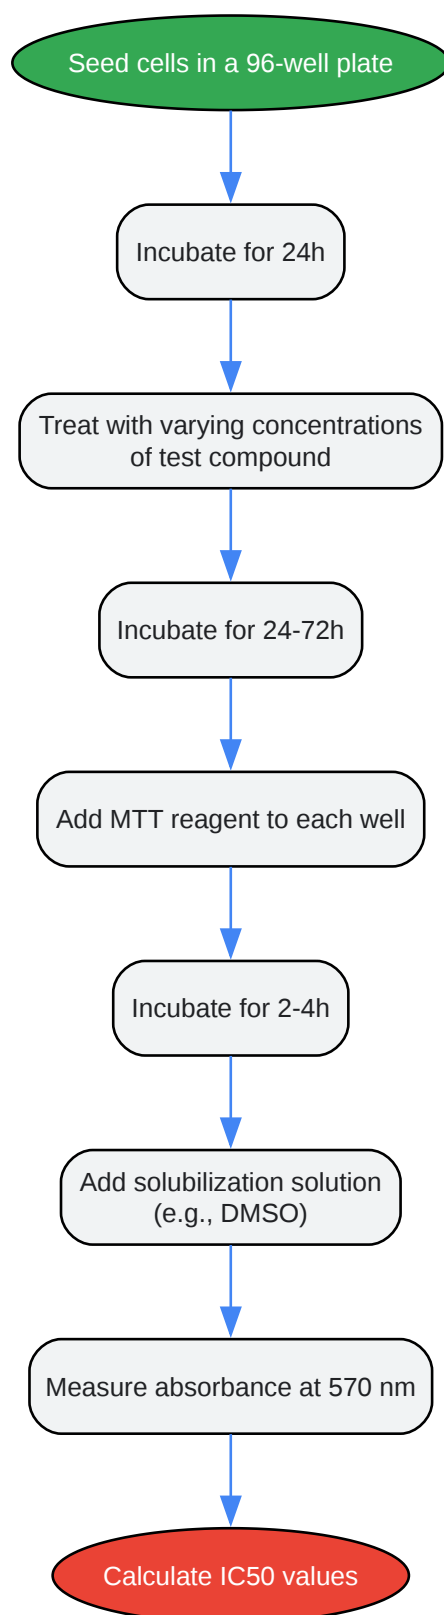 Seed cells in a 96-well plate
Incubate for 24h
Treat with varying concentrations
of test compound
Incubate for 24-72h
Add MTT reagent to each well
Incubate for 2-4h
Add solubilization solution
(e.g., DMSO)
Measure absorbance at 570 nm
Calculate IC50 values